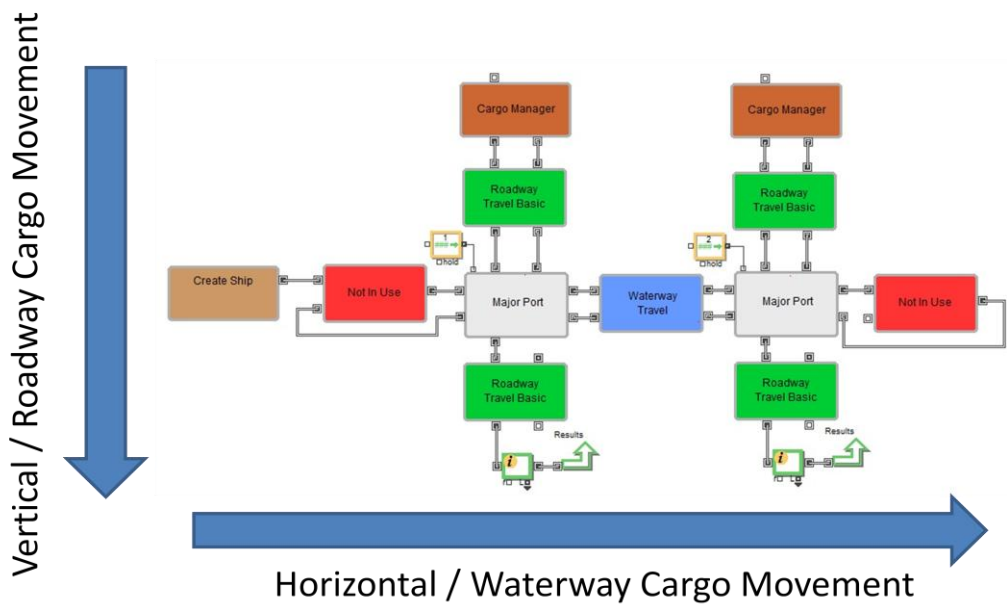 Vertical / Roadway Cargo Movement
Cargo Manager
Cargo Manager
Roadway
Travel Basic
Roadway
Travel Basic
1
hold
2
hold
Create Ship
Not In Use
Major Port
Waterway
Travel
Major Port
Not In Use
Roadway
Travel Basic
Roadway
Travel Basic
Results
Results
i
i
Horizontal / Waterway Cargo Movement